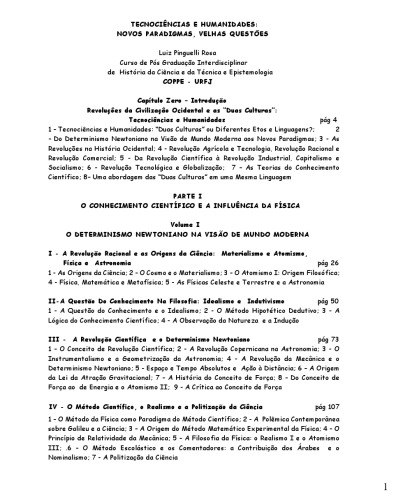 TECNOCIÊNCIAS E HUMANIDADES:
NOVOS PARADIGMAS, VELHAS QUESTÕES
Luiz Pinguelli Rosa
Curso de Pós Graduação Interdisciplinar
de História da Ciência e da Técnica e Epistemologia
COPPE - URFJ
Capítulo Zero – Introdução
Revoluções da Civilização Ocidental e as "Duas Culturas":
Tecnociências e Humanidades pág 4
1 – Tecnociências e Humanidades: "Duas Culturas" ou Diferentes Etos e Linguagens?; 2
– Do Determinismo Newtoniano na Visão de Mundo Moderna aos Novos Paradigmas; 3 – As
Revoluções na História Ocidental; 4 – Revolução Agrícola e Tecnologia, Revolução Racional e
Revolução Comercial; 5 – Da Revolução Científica à Revolução Industrial, Capitalismo e
Socialismo; 6 – Revolução Tecnológica e Globalização; 7 – As Teorias do Conhecimento
Científico; 8– Uma abordagem das "Duas Culturas" em uma Mesma Linguagem
PARTE I
O CONHECIMENTO CIENTÍFICO E A INFLUÊNCIA DA FÍSICA
Volume I
O DETERMINISMO NEWTONIANO NA VISÃO DE MUNDO MODERNA
I - A Revolução Racional e as Origens da Ciência: Materialismo e Atomismo,
Física e Astronomia pág 26
1 – As Origens da Ciência; 2 – O Cosmo e o Materialismo; 3 – O Atomismo I: Origem Filosófica;
4 – Física, Matemática e Metafísica; 5 – As Físicas Celeste e Terrestre e a Astronomia
II-A Questão Do Conhecimento Na Filosofia: Idealismo e Indutivismo pág 50
1 – A Questão do Conhecimento e o Idealismo; 2 – O Método Hipotético Dedutivo; 3 – A
Lógica do Conhecimento Científico; 4 – A Observação da Natureza e a Indução
III - A Revolução Científica e o Determinismo Newtoniano pág 73
1 – O Conceito de Revolução Científica; 2 – A Revolução Copernicana na Astronomia; 3 – O
Instrumentalismo e a Geometrização da Astronomia; 4 – A Revolução da Mecânica e o
Determinismo Newtoniano; 5 – Espaço e Tempo Absolutos e Ação à Distância; 6 – A Origem
da Lei da Atração Gravitacional; 7 – A História do Conceito de Força; 8 – Do Conceito de
Força ao de Energia e o Atomismo II; 9 – A Crítica ao Conceito de Força
IV - O Método Científico, o Realismo e a Politização da Ciência pág 107
1 – O Método da Física como Paradigma do Método Científico; 2 – A Polêmica Contemporânea
sobre Galileu e a Ciência; 3 – A Origem do Método Matemático Experimental da Física; 4 – O
Princípio de Relatividade da Mecânica; 5 – A Filosofia da Física: o Realismo I e o Atomismo
III; .6 – O Método Escolástico e os Comentadores: a Contribuição dos Árabes e o
Nominalismo; 7 – A Politização da Ciência
1